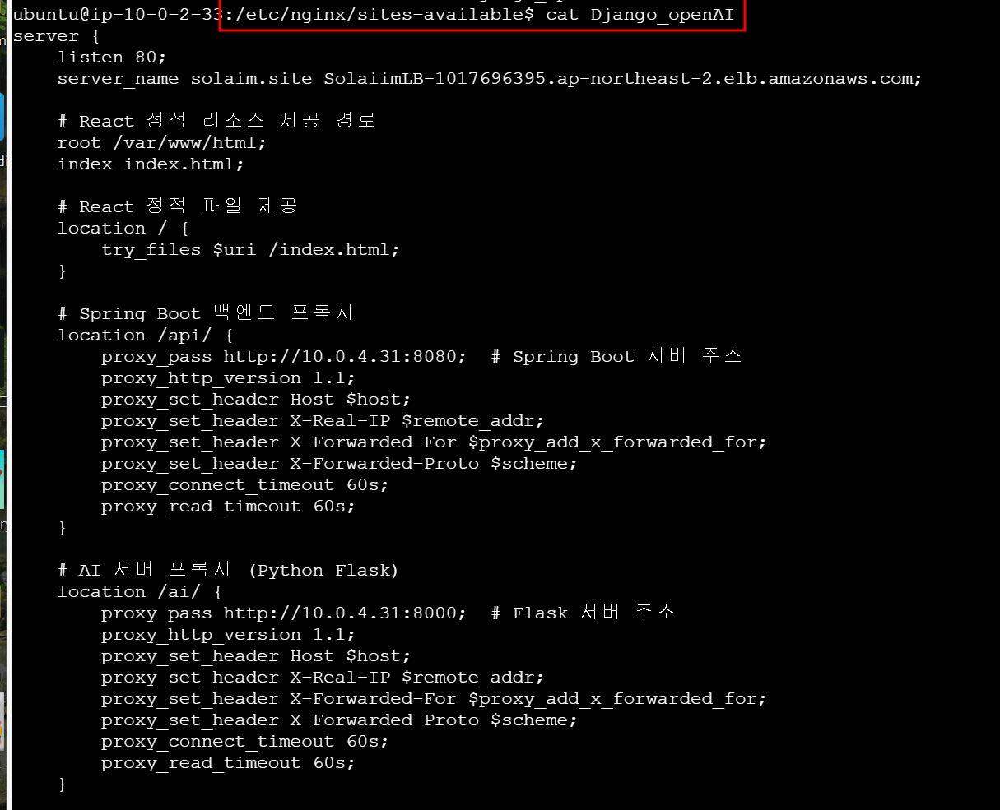 ubuntu@ip-10-0-2-33:/etc/nginx/sites-available$ cat Django_openAI
server {
    listen 80;
    server_name solaim.site SolaiimLB-1017696395.ap-northeast-2.elb.amazonaws.com;

    # React 정적 리소스 제공 경로
    root /var/www/html;
    index index.html;

    # React 정적 파일 제공
    location / {
        try_files $uri /index.html;
    }

    # Spring Boot 백엔드 프록시
    location /api/ {
        proxy_pass http://10.0.4.31:8080;  # Spring Boot 서버 주소
        proxy_http_version 1.1;
        proxy_set_header Host $host;
        proxy_set_header X-Real-IP $remote_addr;
        proxy_set_header X-Forwarded-For $proxy_add_x_forwarded_for;
        proxy_set_header X-Forwarded-Proto $scheme;
        proxy_connect_timeout 60s;
        proxy_read_timeout 60s;
    }

    # AI 서버 프록시 (Python Flask)
    location /ai/ {
        proxy_pass http://10.0.4.31:8000;  # Flask 서버 주소
        proxy_http_version 1.1;
        proxy_set_header Host $host;
        proxy_set_header X-Real-IP $remote_addr;
        proxy_set_header X-Forwarded-For $proxy_add_x_forwarded_for;
        proxy_set_header X-Forwarded-Proto $scheme;
        proxy_connect_timeout 60s;
        proxy_read_timeout 60s;
    }